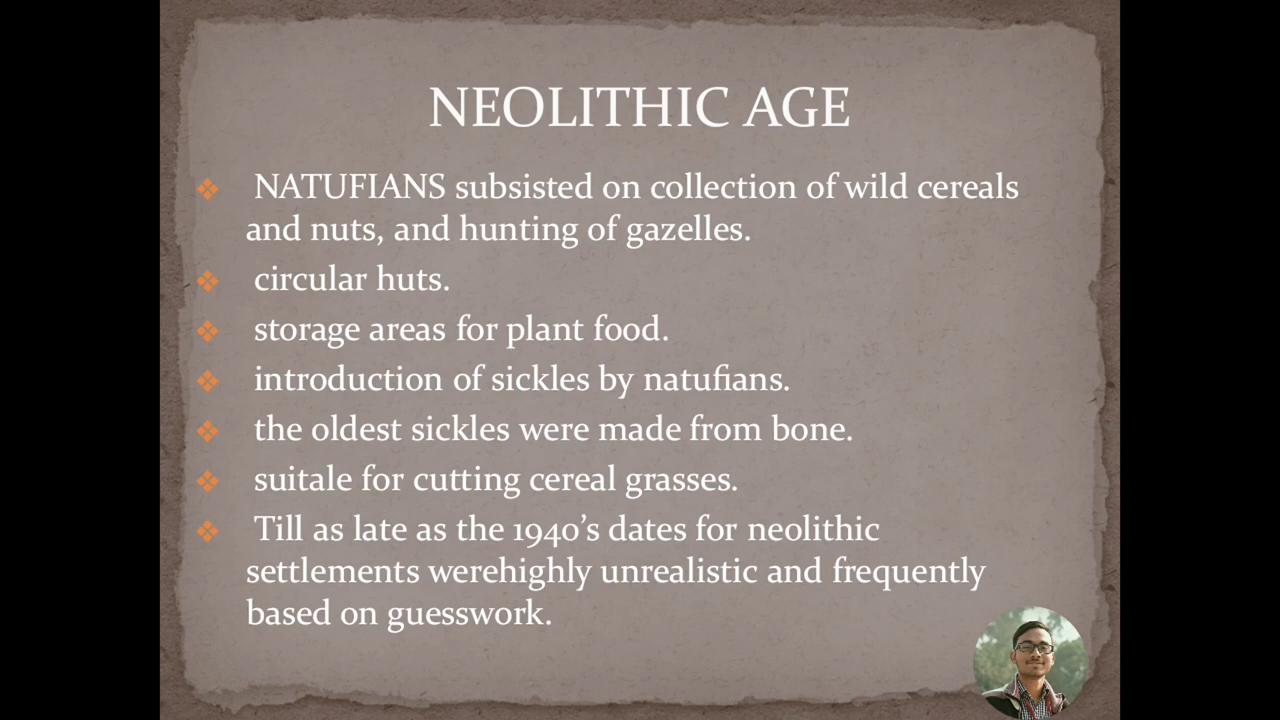 NEOLITHIC AGE
NATUFIANS subsisted on collection of wild cereals
and nuts, and hunting of gazelles.
circular huts.
storage areas for plant food.
introduction of sickles by natufians.
the oldest sickles were made from bone.
suitale for cutting cereal grasses.
Till as late as the 1940’s dates for neolithic
settlements werehighly unrealistic and frequently
based on guesswork.